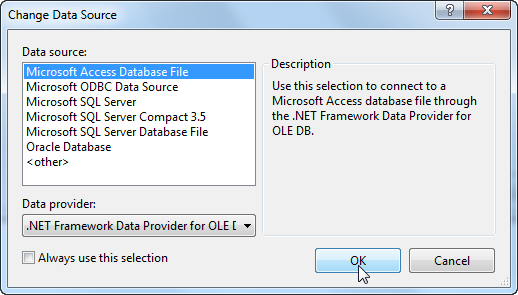 Change Data Source
Data source:
Microsoft Access Database File
Microsoft ODBC Data Source
Microsoft SQL Server
Microsoft SQL Server Compact 3.5
Microsoft SQL Server Database File
Oracle Database
<other>
Description
Use this selection to connect to a
Microsoft Access database file through
the .NET Framework Data Provider for
OLE DB.
Data provider:
.NET Framework Data Provider for OLE D
Always use this selection
OK
Cancel